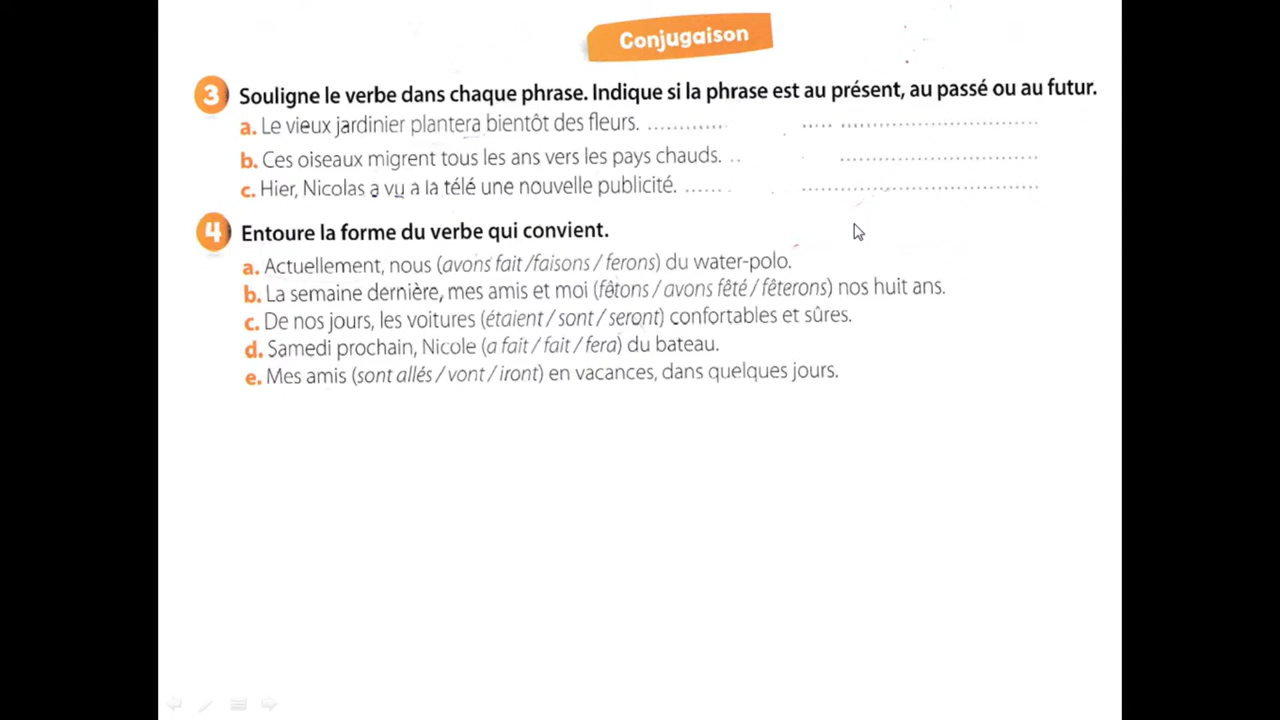 Conjugaison
3 Souligne le verbe dans chaque phrase. Indique si la phrase est au présent, au passé ou au futur.
a. Le vieux jardinier plantera bientôt des fleurs. ............ ..... ..............................
b. Ces oiseaux migrent tous les ans vers les pays chauds. .. ..............................
c. Hier, Nicolas a vu a la télé une nouvelle publicité. ....... ....................................
4 Entoure la forme du verbe qui convient.
a. Actuellement, nous (avons fait /faisons / ferons) du water-polo.
b. La semaine dernière, mes amis et moi (fêtons / avons fêté / fêterons) nos huit ans.
c. De nos jours, les voitures (étaient / sont / seront) confortables et sûres.
d. Samedi prochain, Nicole (a fait / fait / fera) du bateau.
e. Mes amis (sont allés / vont / iront) en vacances, dans quelques jours.